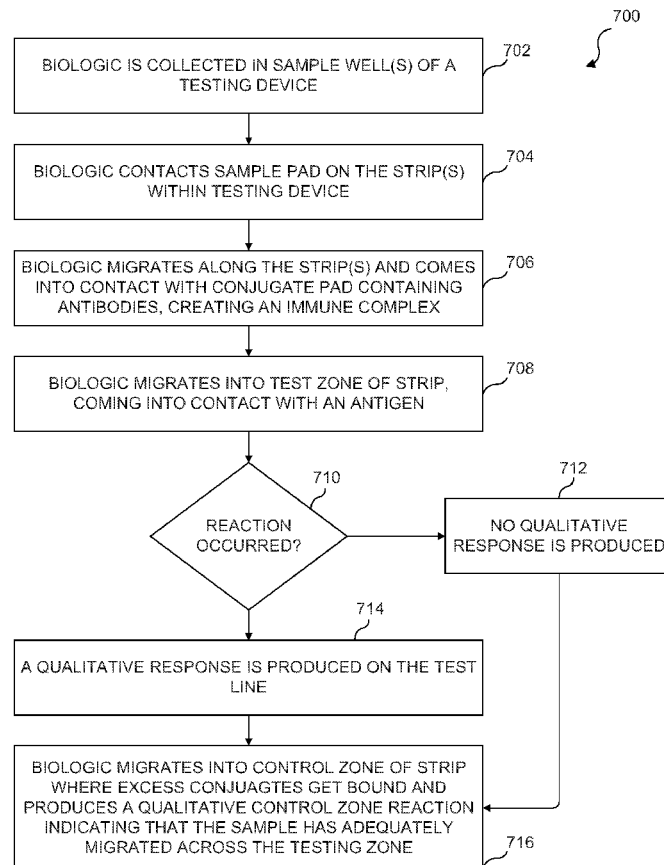 700
BIOLOGIC IS COLLECTED IN SAMPLE WELL(S) OF A
TESTING DEVICE
702
BIOLOGIC CONTACTS SAMPLE PAD ON THE STRIP(S)
WITHIN TESTING DEVICE
704
BIOLOGIC MIGRATES ALONG THE STRIP(S) AND COMES
INTO CONTACT WITH CONJUGATE PAD CONTAINING
ANTIBODIES, CREATING AN IMMUNE COMPLEX
706
BIOLOGIC MIGRATES INTO TEST ZONE OF STRIP,
COMING INTO CONTACT WITH AN ANTIGEN
708
REACTION
OCCURRED?
710
712
NO QUALITATIVE
RESPONSE IS PRODUCED
714
A QUALITATIVE RESPONSE IS PRODUCED ON THE TEST
LINE
BIOLOGIC MIGRATES INTO CONTROL ZONE OF STRIP
WHERE EXCESS CONJUAGTES GET BOUND AND
PRODUCES A QUALITATIVE CONTROL ZONE REACTION
INDICATING THAT THE SAMPLE HAS ADEQUATELY
MIGRATED ACROSS THE TESTING ZONE
716